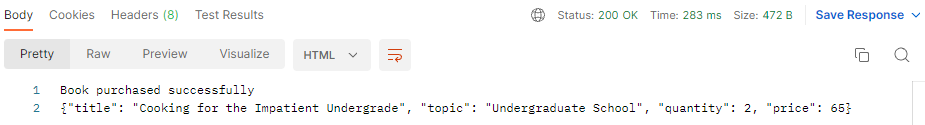 Body Cookies Headers (8) Test Results Status: 200 OK Time: 283 ms Size: 472 B Save Response
Pretty Raw Preview Visualize HTML
1 Book purchased successfully
2 {"title": "Cooking for the Impatient Undergrade", "topic": "Undergraduate School", "quantity": 2, "price": 65}